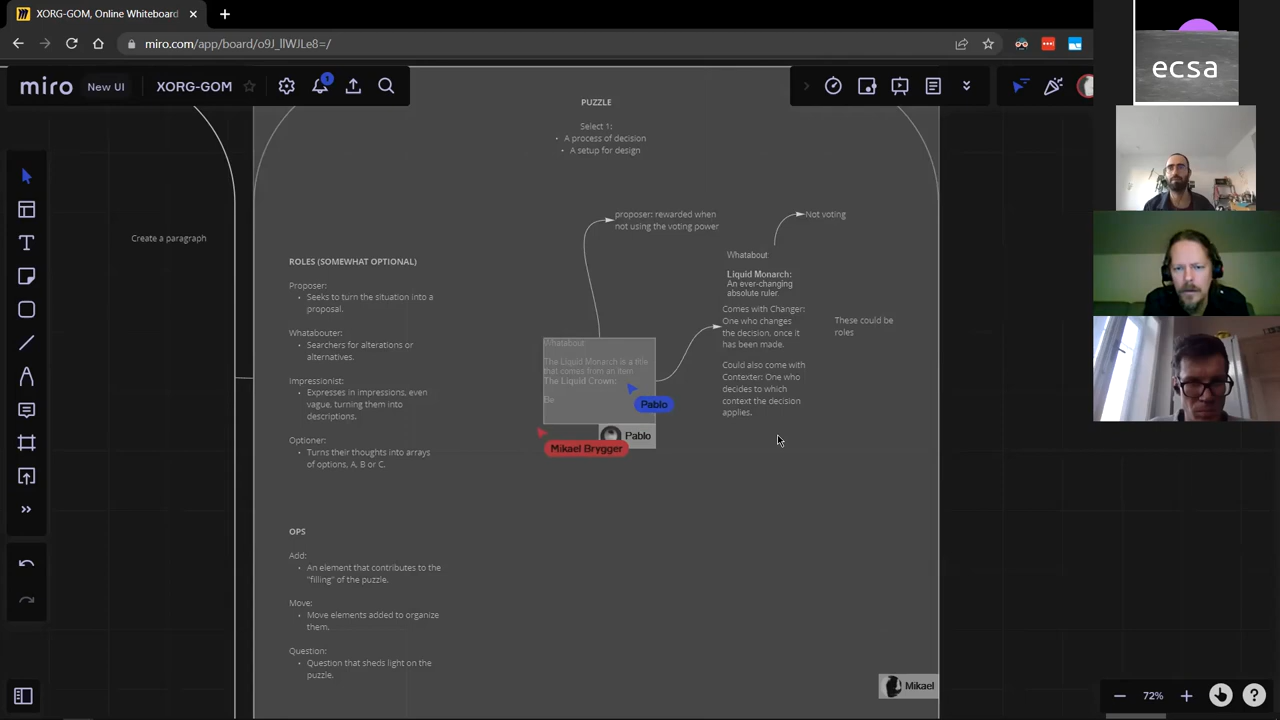 XORG-GOM, Online Whiteboard
miro.com/app/board/o9J_llWJLe8=/
miro
New UI
XORG-GOM
1
ecsa
PUZZLE
Select 1:
• A process of decision
• A setup for design
Create a paragraph
proposer: rewarded when
not using the voting power
Not voting
Whatabout
Liquid Monarch:
An ever-changing
absolute ruler.
Comes with Changer:
One who changes
the decision, once it
has been made.
Could also come with
Contexter: One who
decides to which
context the decision
applies.
These could be
roles
Whatabout
The Liquid Monarch is a title
that comes from an item
The Liquid Crown:
Be
Pablo
Pablo
Mikael Brygger
ROLES (SOMEWHAT OPTIONAL)
Proposer:
• Seeks to turn the situation into a
proposal.
Whatabouter:
• Searchers for alterations or
alternatives.
Impressionist:
• Expresses in impressions, even
vague, turning them into
descriptions.
Optioner:
• Turns their thoughts into arrays
of options, A, B or C.
OPS
Add:
• An element that contributes to the
"filling" of the puzzle.
Move:
• Move elements added to organize
them.
Question:
• Question that sheds light on the
puzzle.
Mikael
72%